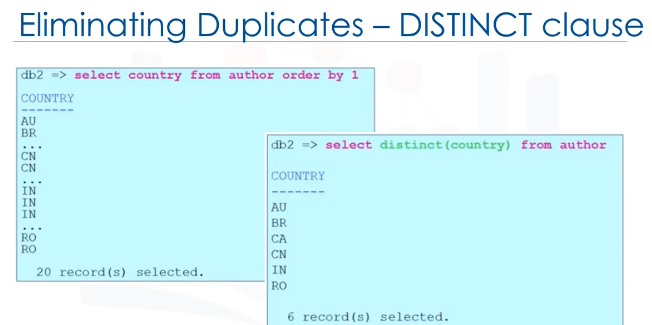 Eliminating Duplicates – DISTINCT clause
db2 => select country from author order by 1
COUNTRY
-------
AU
BR
...
CN
CN
...
IN
IN
IN
...
RO
RO
20 record(s) selected.
db2 => select distinct(country) from author
COUNTRY
-------
AU
BR
CA
CN
IN
RO
6 record(s) selected.